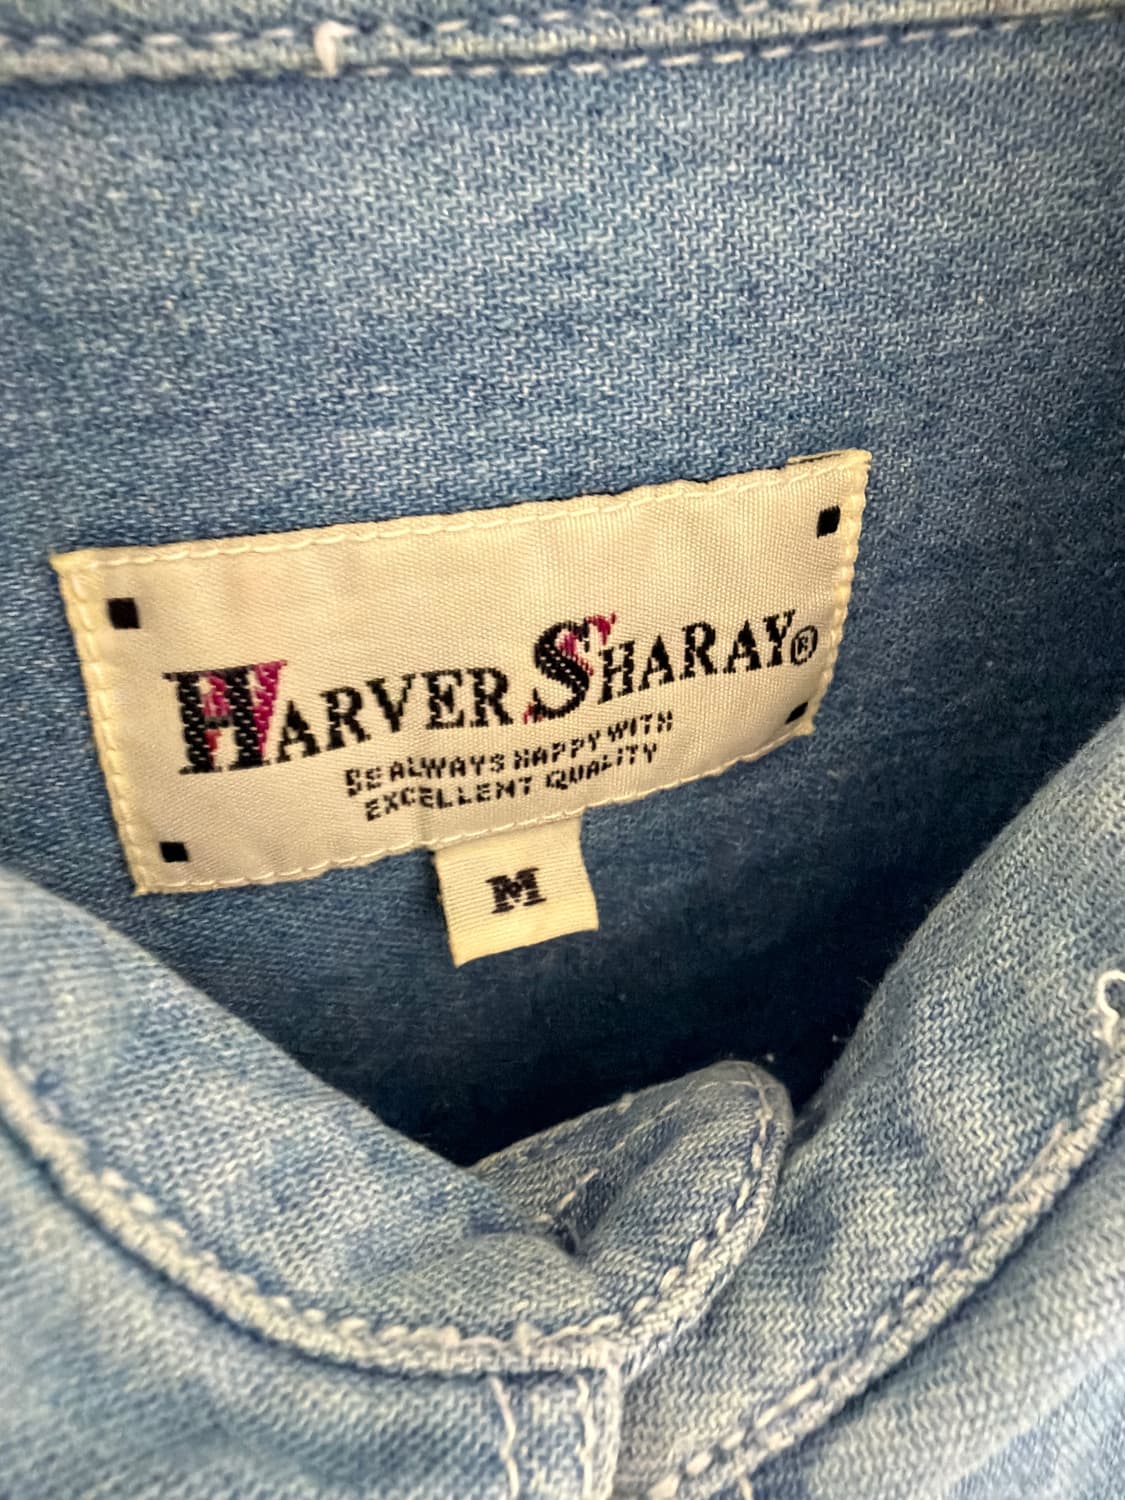 HARVER SHARAY®
BE ALWAYS HAPPY WITH
EXCELLENT QUALITY
M